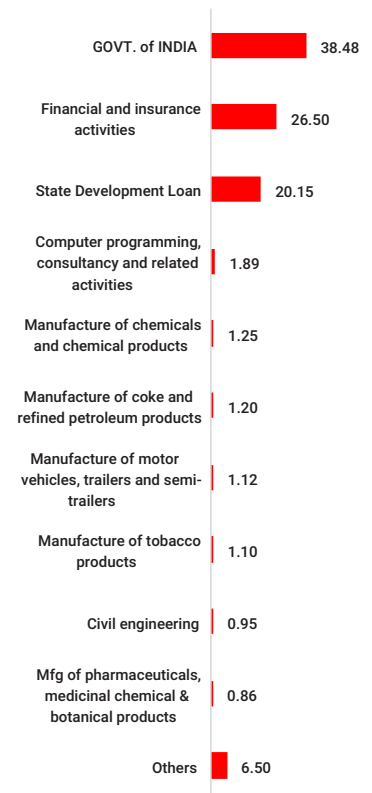 GOVT. of INDIA
38.48
Financial and insurance
activities
26.50
State Development Loan
20.15
Computer programming,
consultancy and related
activities
1.89
Manufacture of chemicals
and chemical products
1.25
Manufacture of coke and
refined petroleum products
1.20
Manufacture of motor
vehicles, trailers and semi-
trailers
1.12
Manufacture of tobacco
products
1.10
Civil engineering
0.95
Mfg of pharmaceuticals,
medicinal chemical &
botanical products
0.86
Others
6.50